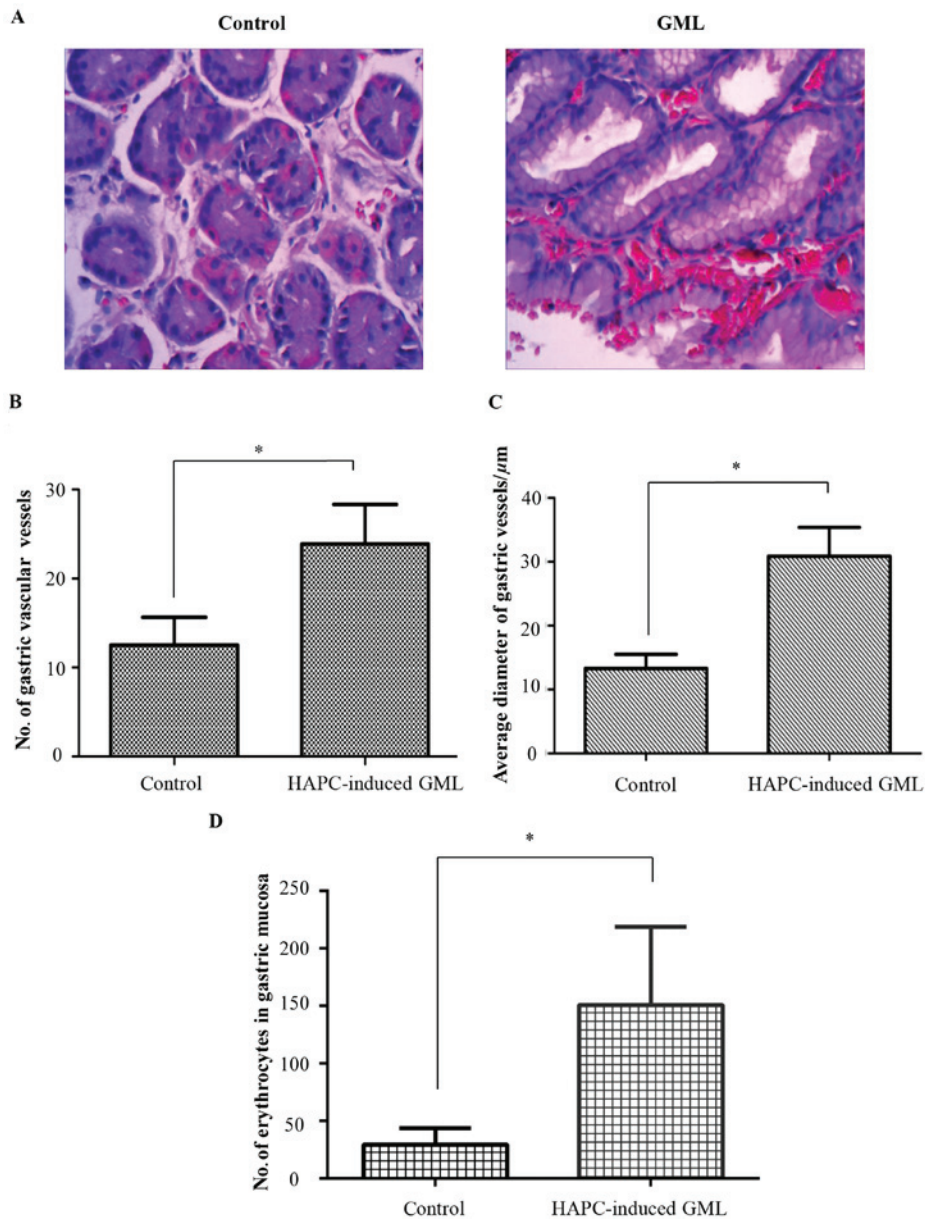 A
Control
GML
B
No. of gastric vascular vessels
30
20
10
0
*
Control
HAPC-induced GML
C
Average diameter of gastric vessels/μm
40
30
20
10
0
*
Control
HAPC-induced GML
D
No. of erythrocytes in gastric mucosa
250
200
150
100
50
0
*
Control
HAPC-induced GML